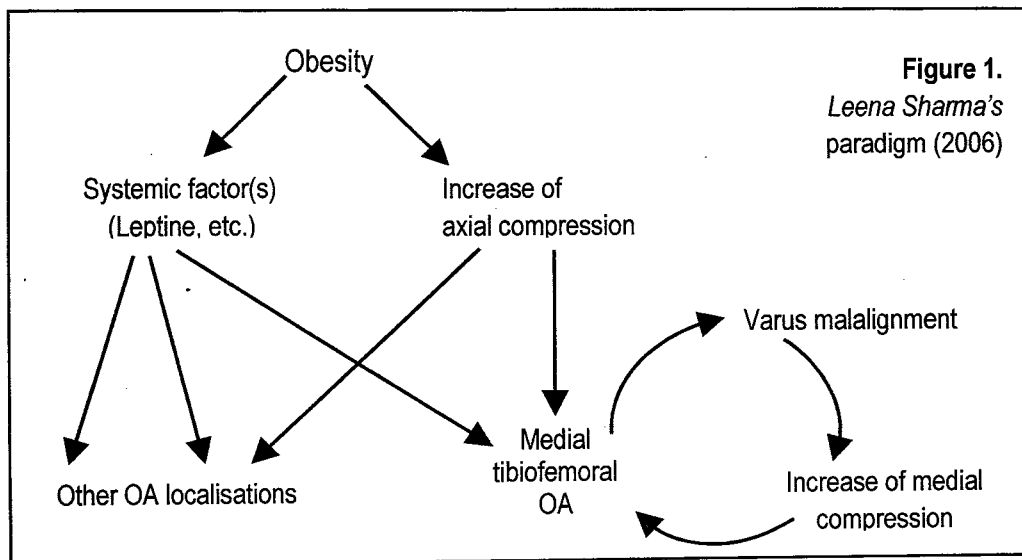 Obesity
Figure 1.
Leena Sharma's
paradigm (2006)
Systemic factor(s)
(Leptine, etc.)
Increase of
axial compression
Varus malalignment
Medial
tibiofemoral
OA
Other OA localisations
Increase of medial
compression